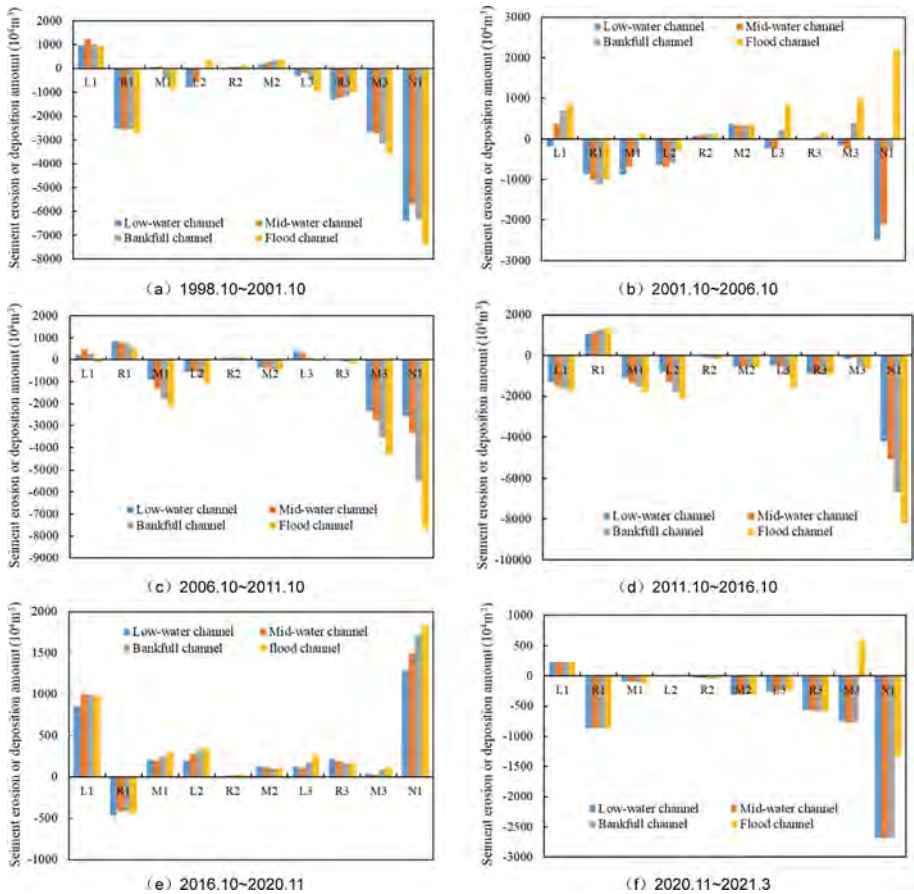 Seiment erosion or deposition amount (10⁴m³)
2000
1000
0
-1000
-2000
-3000
-4000
-5000
-6000
-7000
-8000
L1 R1 M1 L2 R2 M2 L3 R3 M3 N1
Low-water channel Mid-water channel
Bankfull channel Flood channel
（a）1998.10~2001.10
Seiment erosion or deposition amount (10⁴m³)
3000
2000
1000
0
-1000
-2000
-3000
Low-water channel Mid-water channel
Bankfull channel Flood channel
L1 R1 M1 L2 R2 M2 L3 R3 M3 N1
（b）2001.10~2006.10
Seiment erosion or deposition amount (10⁴m³)
2000
1000
0
-1000
-2000
-3000
-4000
-5000
-6000
-7000
-8000
-9000
L1 R1 M1 L2 R2 M2 L3 R3 M3 N1
Low-water channel Mid-water channel
Bankfull channel Flood channel
（c）2006.10~2011.10
Seiment erosion or deposition amount (10⁴m³)
2000
0
-2000
-4000
-6000
-8000
-10000
L1 R1 M1 L2 R2 M2 L3 R3 M3 N1
Low-water channel Mid-water channel
Bankfull channel Flood channel
（d）2011.10~2016.10
Seiment erosion or deposition amount (10⁴m³)
2000
1500
1000
500
0
-500
-1000
Low-water channel Mid-water channel
Bankfull channel flood channel
L1 R1 M1 L2 R2 M2 L3 R3 M3 N1
（e）2016.10~2020.11
Seiment erosion or deposition amount (10⁴m³)
1000
500
0
-500
-1000
-1500
-2000
-2500
-3000
L1 R1 M1 L2 R2 M2 L3 R3 M3 N1
Low-water channel Mid-water channel
Bankfull channel Flood channel
（f）2020.11~2021.3